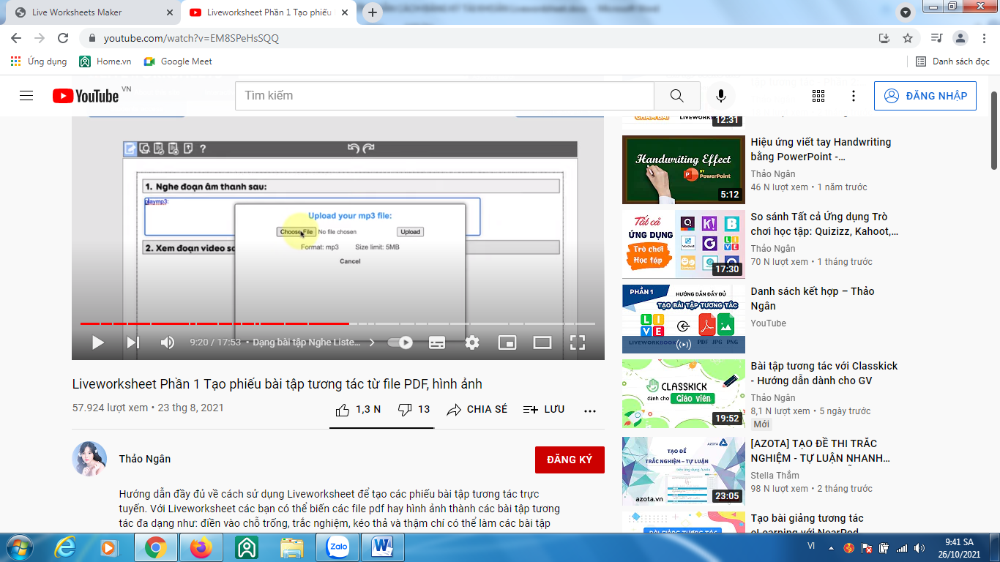 Live Worksheets Maker
Liveworksheet Phần 1 Tạo phiếu
youtube.com/watch?v=EM8SPeHsSQQ
Ứng dụng
Home.vn
Google Meet
Danh sách đọc
YouTube VN
Tìm kiếm
ĐĂNG NHẬP
1. Nghe đoạn âm thanh sau:
playmp3:
Upload your mp3 file:
Choose File No file chosen Upload
Format: mp3 Size limit: 5MB
Cancel
2. Xem đoạn video
9:20 / 17:53 • Dạng bài tập Nghe Liste...
Liveworksheet Phần 1 Tạo phiếu bài tập tương tác từ file PDF, hình ảnh
57.924 lượt xem • 23 thg 8, 2021
1,3 N
13
CHIA SẺ
LƯU
Thảo Ngân
ĐĂNG KÝ
Hướng dẫn đầy đủ về cách sử dụng Liveworksheet để tạo các phiếu bài tập tương tác trực
tuyến. Với Liveworksheet các bạn có thể biến các file pdf hay hình ảnh thành các bài tập tương
tác đa dạng như: điền vào chỗ trống, trắc nghiệm, kéo thả và thậm chí có thể làm các bài tập
12:31
Handwriting Effect
BY PowerPoint
5:12
Hiệu ứng viết tay Handwriting
bằng PowerPoint -...
Thảo Ngân
46 N lượt xem • 1 năm trước
Tất cả
ỨNG DỤNG
Trò chơi
Học tập
17:30
So sánh Tất cả Ứng dụng Trò
chơi học tập: Quizizz, Kahoot,...
Thảo Ngân
70 N lượt xem • 1 tháng trước
PHẦN 1 HƯỚNG DẪN ĐẦY ĐỦ
TẠO BÀI TẬP TƯƠNG TÁC
LIVE
LIVEWORKBOOK PDF JPG PNG
Danh sách kết hợp – Thảo
Ngân
YouTube
CLASSKICK
dành cho Giáo viên
19:52
Bài tập tương tác với Classkick
- Hướng dẫn dành cho GV
Thảo Ngân
8,1 N lượt xem • 5 ngày trước
Mới
AZOTA
TẠO ĐỀ
TRẮC NGHIỆM - TỰ LUẬN
trên ứng dụng Azota
azota.vn
23:05
[AZOTA] TẠO ĐỀ THI TRẮC
NGHIỆM - TỰ LUẬN NHANH...
Stella Thắm
98 N lượt xem • 2 tháng trước
Tạo bài giảng tương tác
Zalo
VI
9:41 SA
26/10/2021